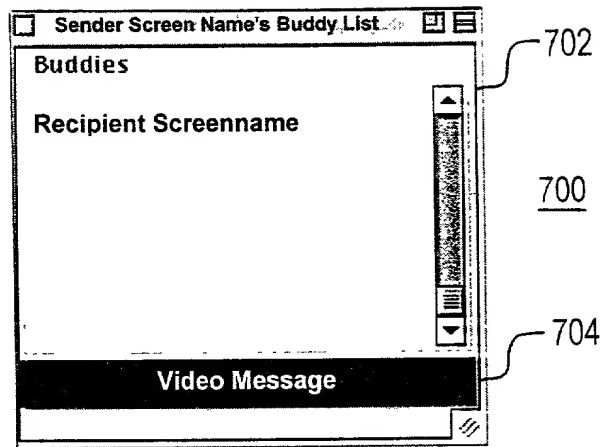 Sender Screen Name's Buddy List
702
Buddies
Recipient Screenname
700
704
Video Message